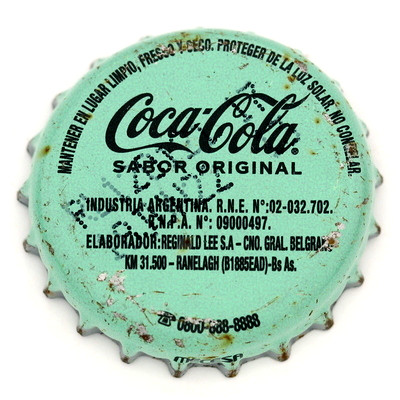 MANTENER EN LUGAR LIMPIO, FRESCO Y SECO. PROTEGER DE LA LUZ SOLAR. NO CONGELAR.
Coca-Cola
SABOR ORIGINAL
INDUSTRIA ARGENTINA. R.N.E. N°:02-032.702.
R.N.P.A. N°: 09000497.
ELABORADOR:REGINALD LEE S.A - CNO. GRAL. BELGRANO
KM 31.500 - RANELAGH (B1885EAD)-Bs As.
☎ 0800-888-8888